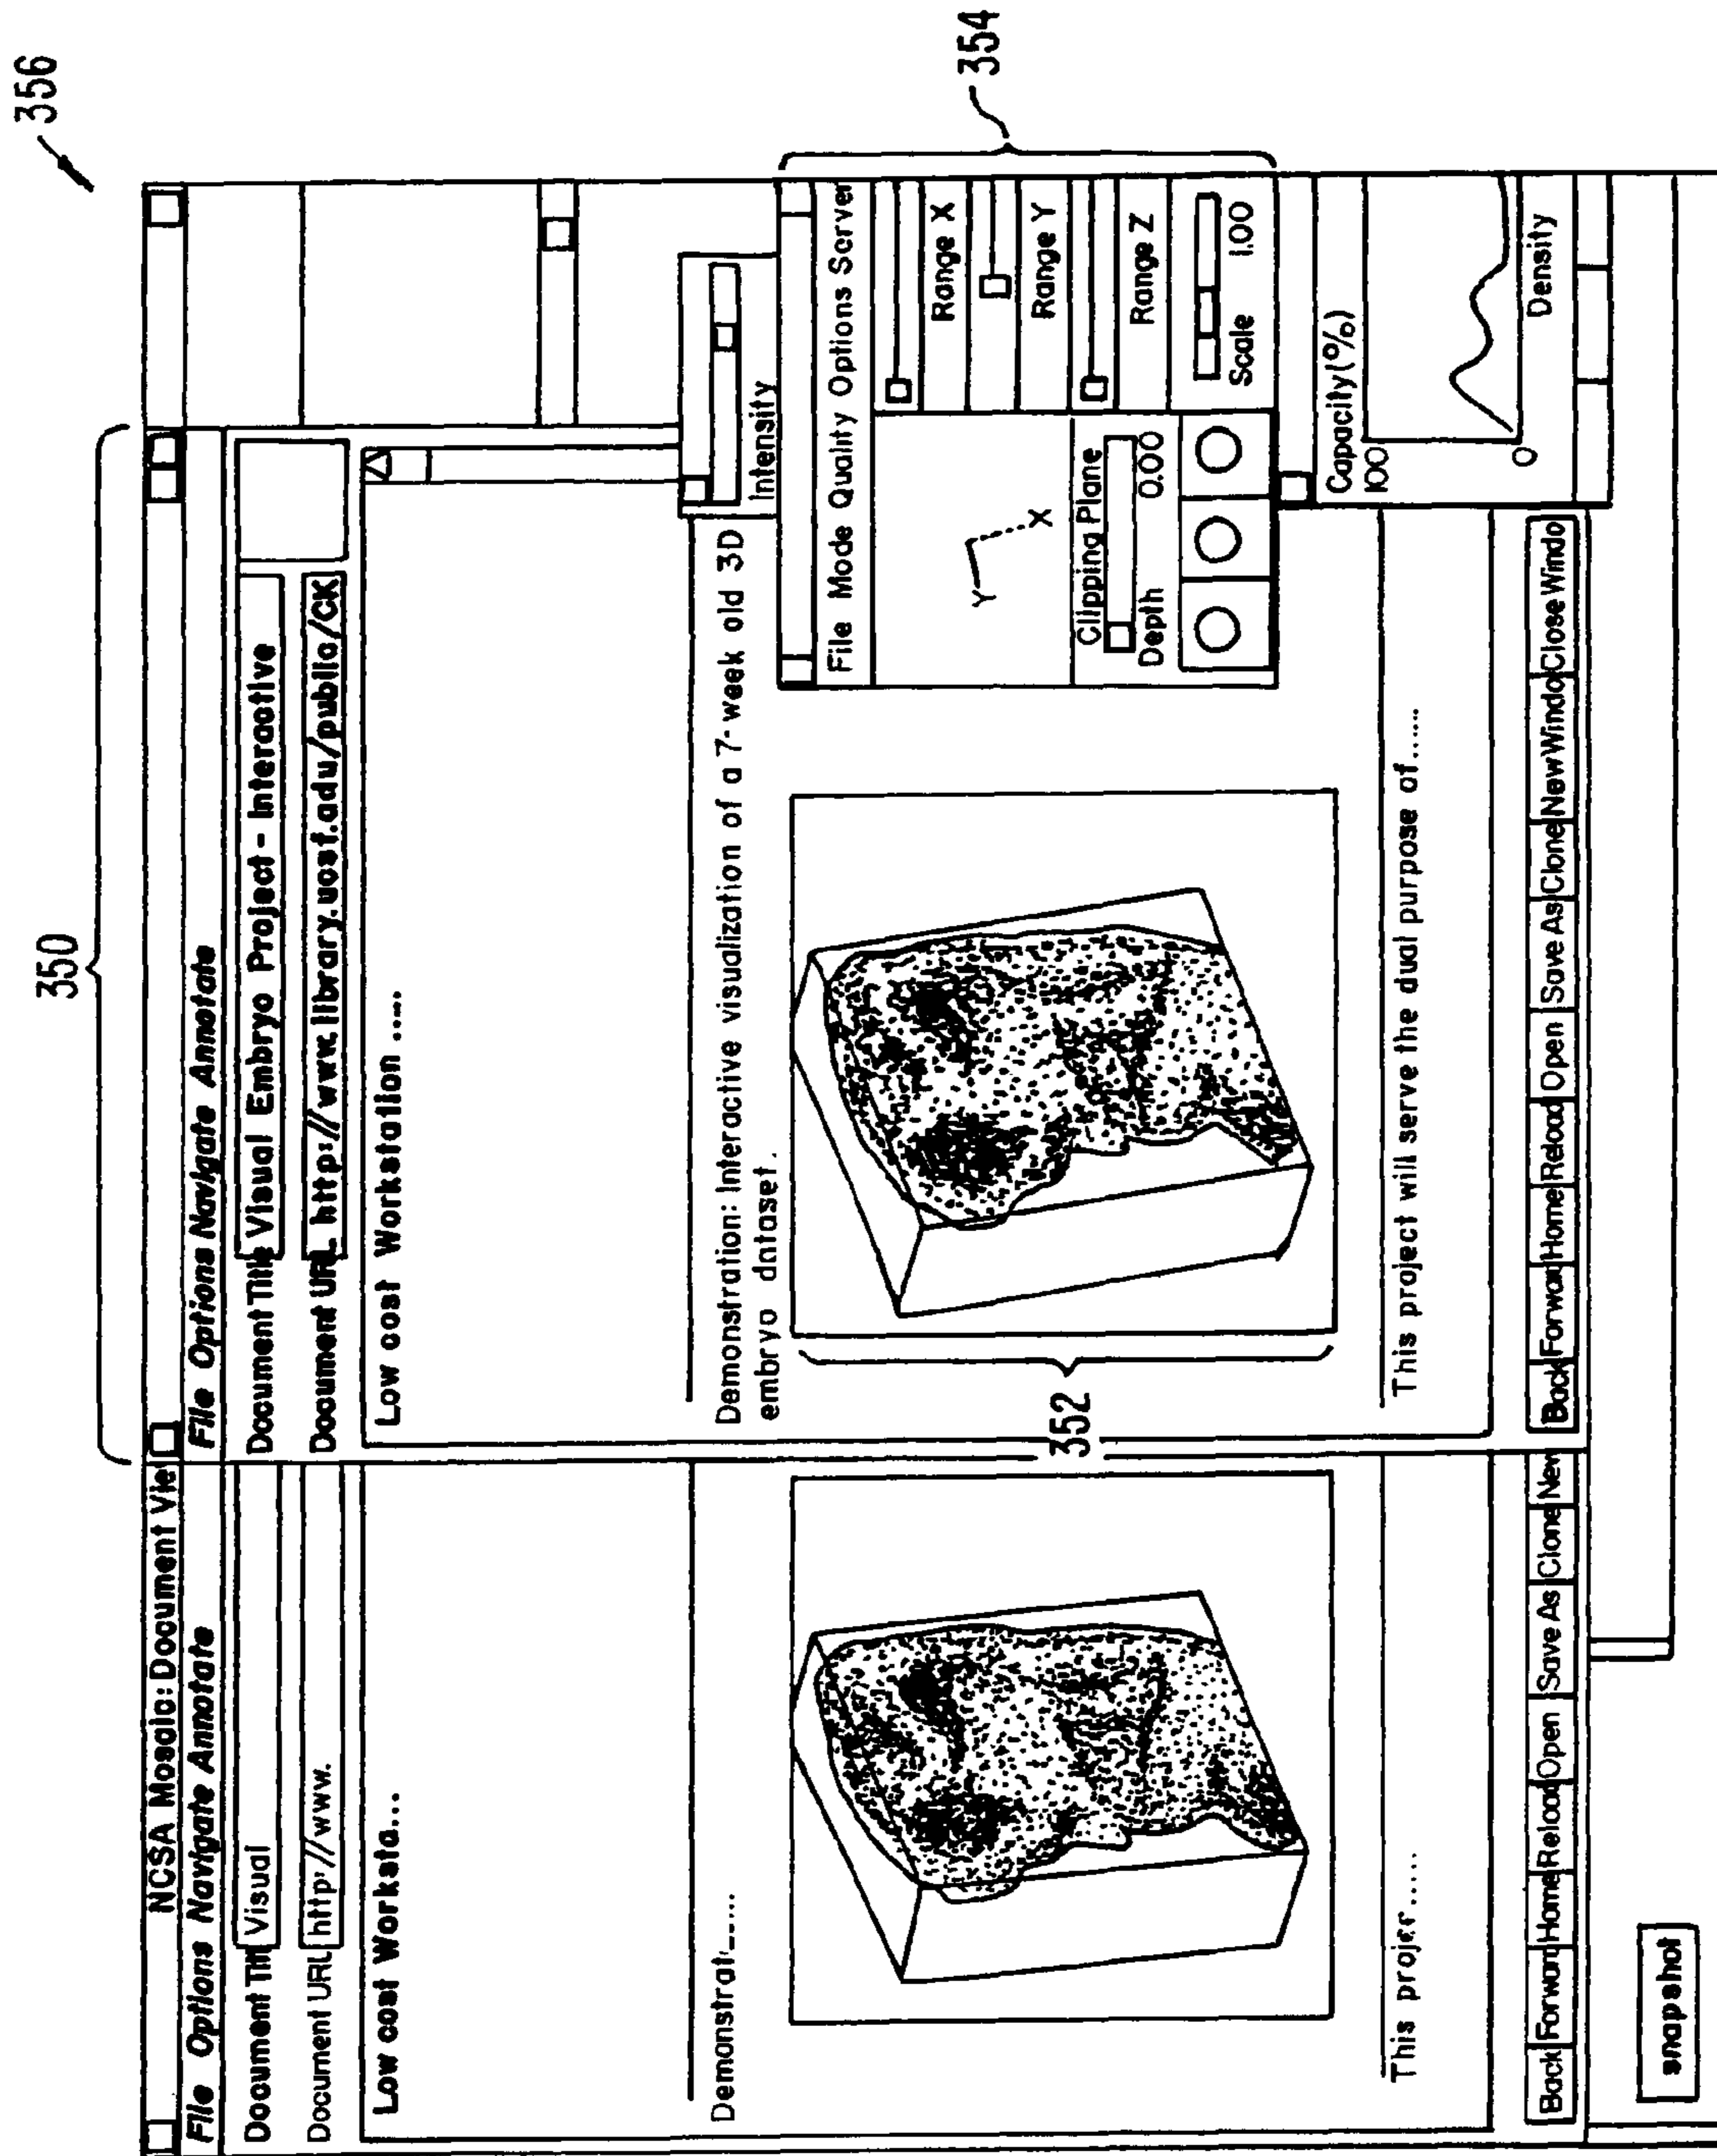 356
350
NCSA Mosaic: Document Vie
File Options Navigate Annotate
Document Titl Visual
Document URL http://www.
Low cost Worksta...
Demonstrat.....
This projec.....
Back Forward Home Reload Open Save As Clone New
snapshot
File Options Navigate Annotate
Document Title Visual Embryo Project - Interactive
Document URL http://www.library.ucsf.adu/public/CK
Low cost Workstation .....
Demonstration: Interactive visualization of a 7-week old 3D
embryo dataset.
352
This project will serve the dual purpose of......
Back Forward Home Reload Open Save As Clone New Windo Close Windo
Intensity
File Mode Quality Options Server
Y
X
Range X
Range Y
Range Z
Clipping Plane
Depth 0.00
Scale 1.00
354
Capacity(%)
100
0
Density